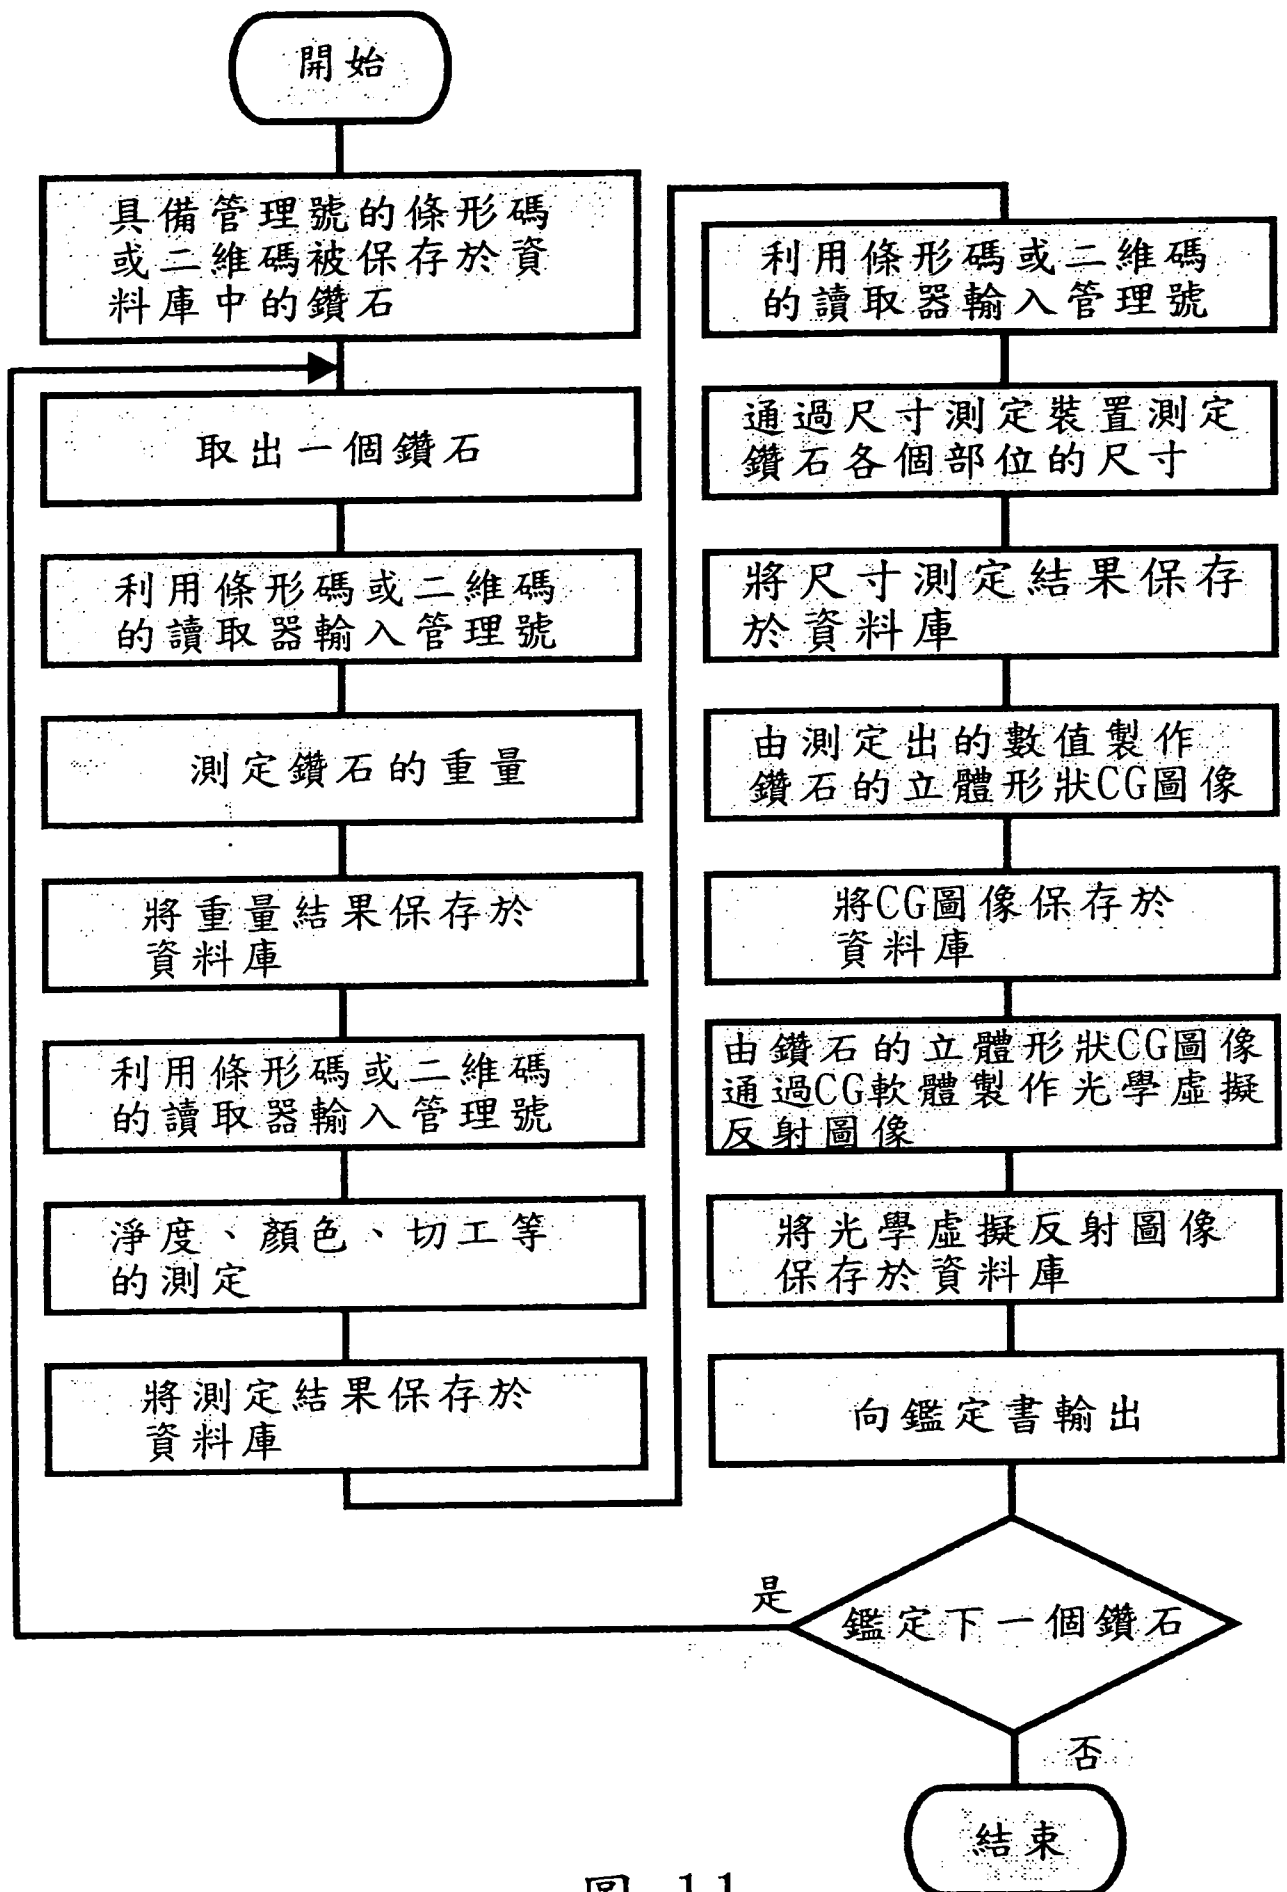 開始
具備管理號的條形碼
或二維碼被保存於資
料庫中的鑽石
取出一個鑽石
利用條形碼或二維碼
的讀取器輸入管理號
測定鑽石的重量
將重量結果保存於
資料庫
利用條形碼或二維碼
的讀取器輸入管理號
淨度、顏色、切工等
的測定
將測定結果保存於
資料庫
利用條形碼或二維碼
的讀取器輸入管理號
通過尺寸測定裝置測定
鑽石各個部位的尺寸
將尺寸測定結果保存
於資料庫
由測定出的數值製作
鑽石的立體形狀CG圖像
將CG圖像保存於
資料庫
由鑽石的立體形狀CG圖像
通過CG軟體製作光學虛擬
反射圖像
將光學虛擬反射圖像
保存於資料庫
向鑑定書輸出
是
鑑定下一個鑽石
否
結束
圖 11